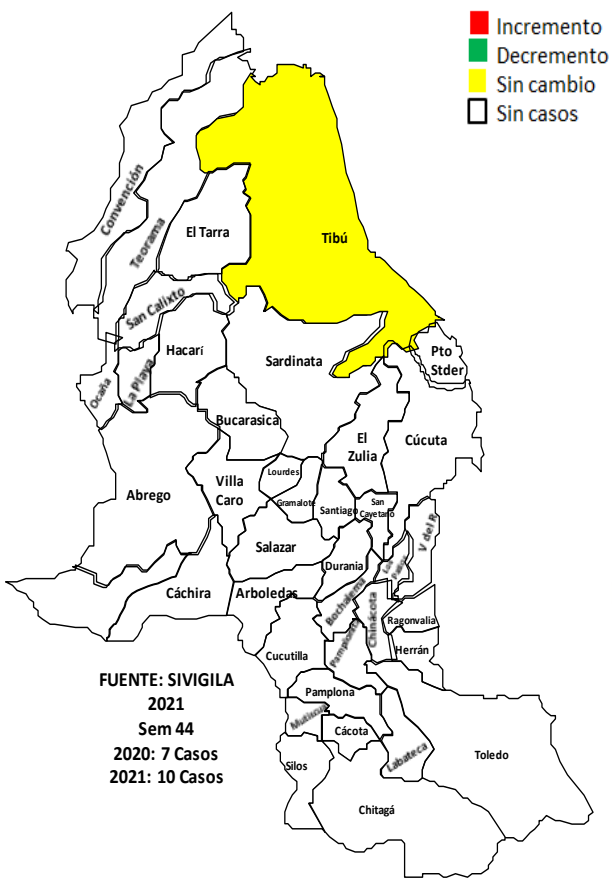 Incremento
Decremento
Sin cambio
Sin casos
Convención
Teorama
El Tarra
Tibú
San Calixto
Hacarí
Sardinata
Pto
Stder
Ocaña
La Playa
Bucarasica
El
Zulia
Cúcuta
Abrego
Villa
Caro
Lourdes
Gramalote
Santiago
San
Cayetano
V del R
Salazar
Durania
Los
Patios
Cáchira
Arboledas
Bochalema
Chinácota
Ragonvalia
Pamplonita
Herrán
Cucutilla
FUENTE: SIVIGILA
2021
Sem 44
2020: 7 Casos
2021: 10 Casos
Pamplona
Mutiscua
Cácota
Labateca
Toledo
Silos
Chitagá